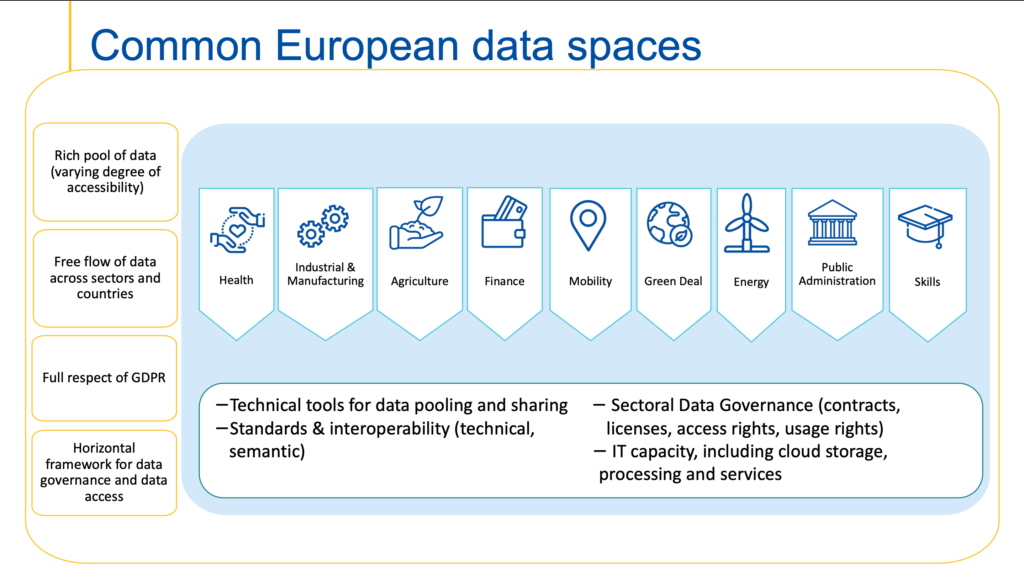 Common European data spaces
Rich pool of data
(varying degree of
accessibility)
Free flow of data
across sectors and
countries
Full respect of GDPR
Horizontal
framework for data
governance and data
access
Health
Industrial &
Manufacturing
Agriculture
Finance
Mobility
Green Deal
Energy
Public
Administration
Skills
–Technical tools for data pooling and sharing
–Standards & interoperability (technical,
semantic)
– Sectoral Data Governance (contracts,
licenses, access rights, usage rights)
– IT capacity, including cloud storage,
processing and services